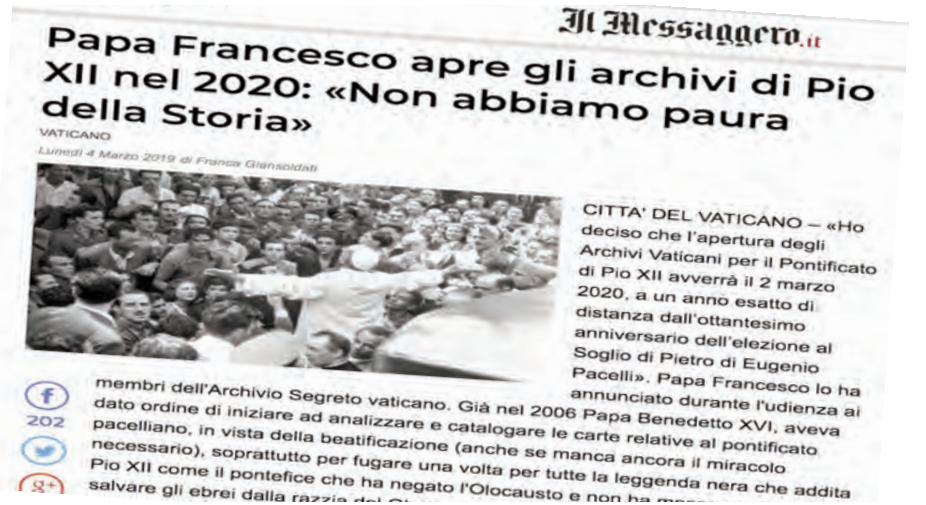 Il Messaggero.it
Papa Francesco apre gli archivi di Pio
XII nel 2020: «Non abbiamo paura
della Storia»
VATICANO
Lunedì 4 Marzo 2019 di Franca Giansoldati
CITTA' DEL VATICANO – «Ho
deciso che l'apertura degli
Archivi Vaticani per il Pontificato
di Pio XII avverrà il 2 marzo
2020, a un anno esatto di
distanza dall'ottantesimo
anniversario dell'elezione al
Soglio di Pietro di Eugenio
Pacelli». Papa Francesco lo ha
annunciato durante l'udienza ai
membri dell'Archivio Segreto vaticano. Già nel 2006 Papa Benedetto XVI, aveva
dato ordine di iniziare ad analizzare e catalogare le carte relative al pontificato
pacelliano, in vista della beatificazione (anche se manca ancora il miracolo
necessario), soprattutto per fugare una volta per tutte la leggenda nera che addita
Pio XII come il pontefice che ha negato l'Olocausto e non ha
salvare gli ebrei dalla razzia del
f
202
g+